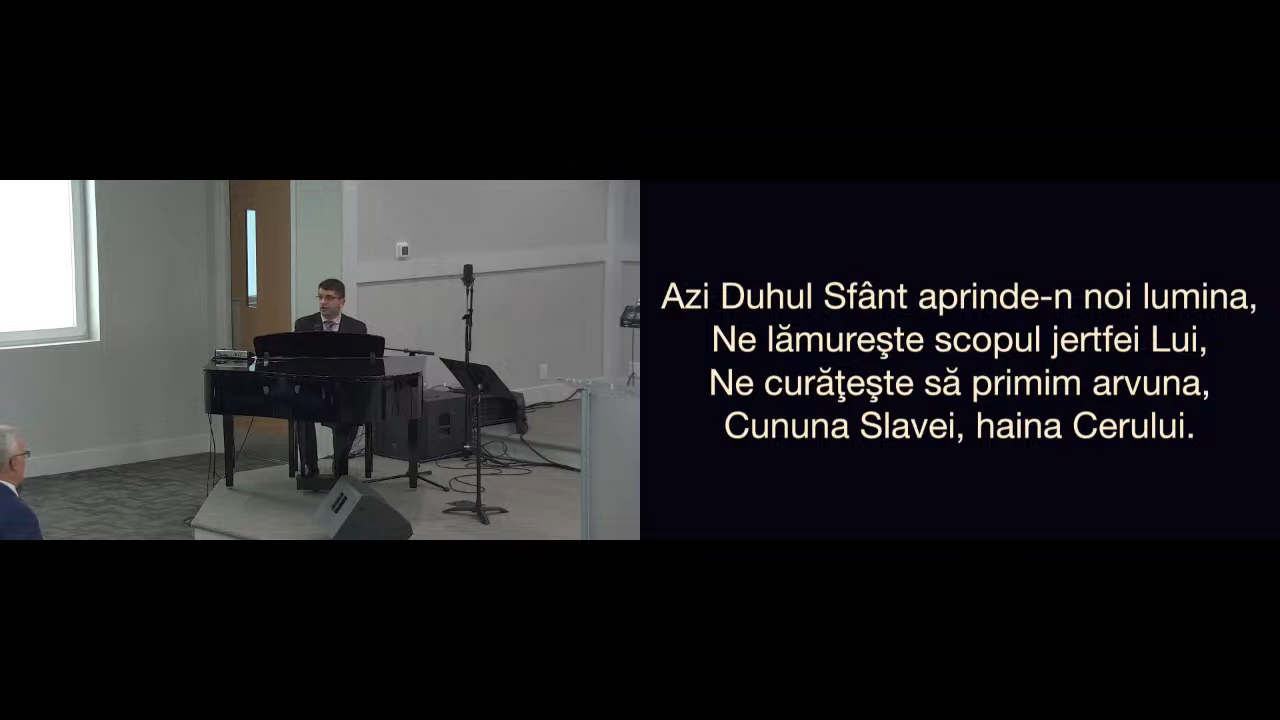 Azi Duhul Sfânt aprinde-n noi lumina,
Ne lămureşte scopul jertfei Lui,
Ne curăţeşte să primim arvuna,
Cununa Slavei, haina Cerului.